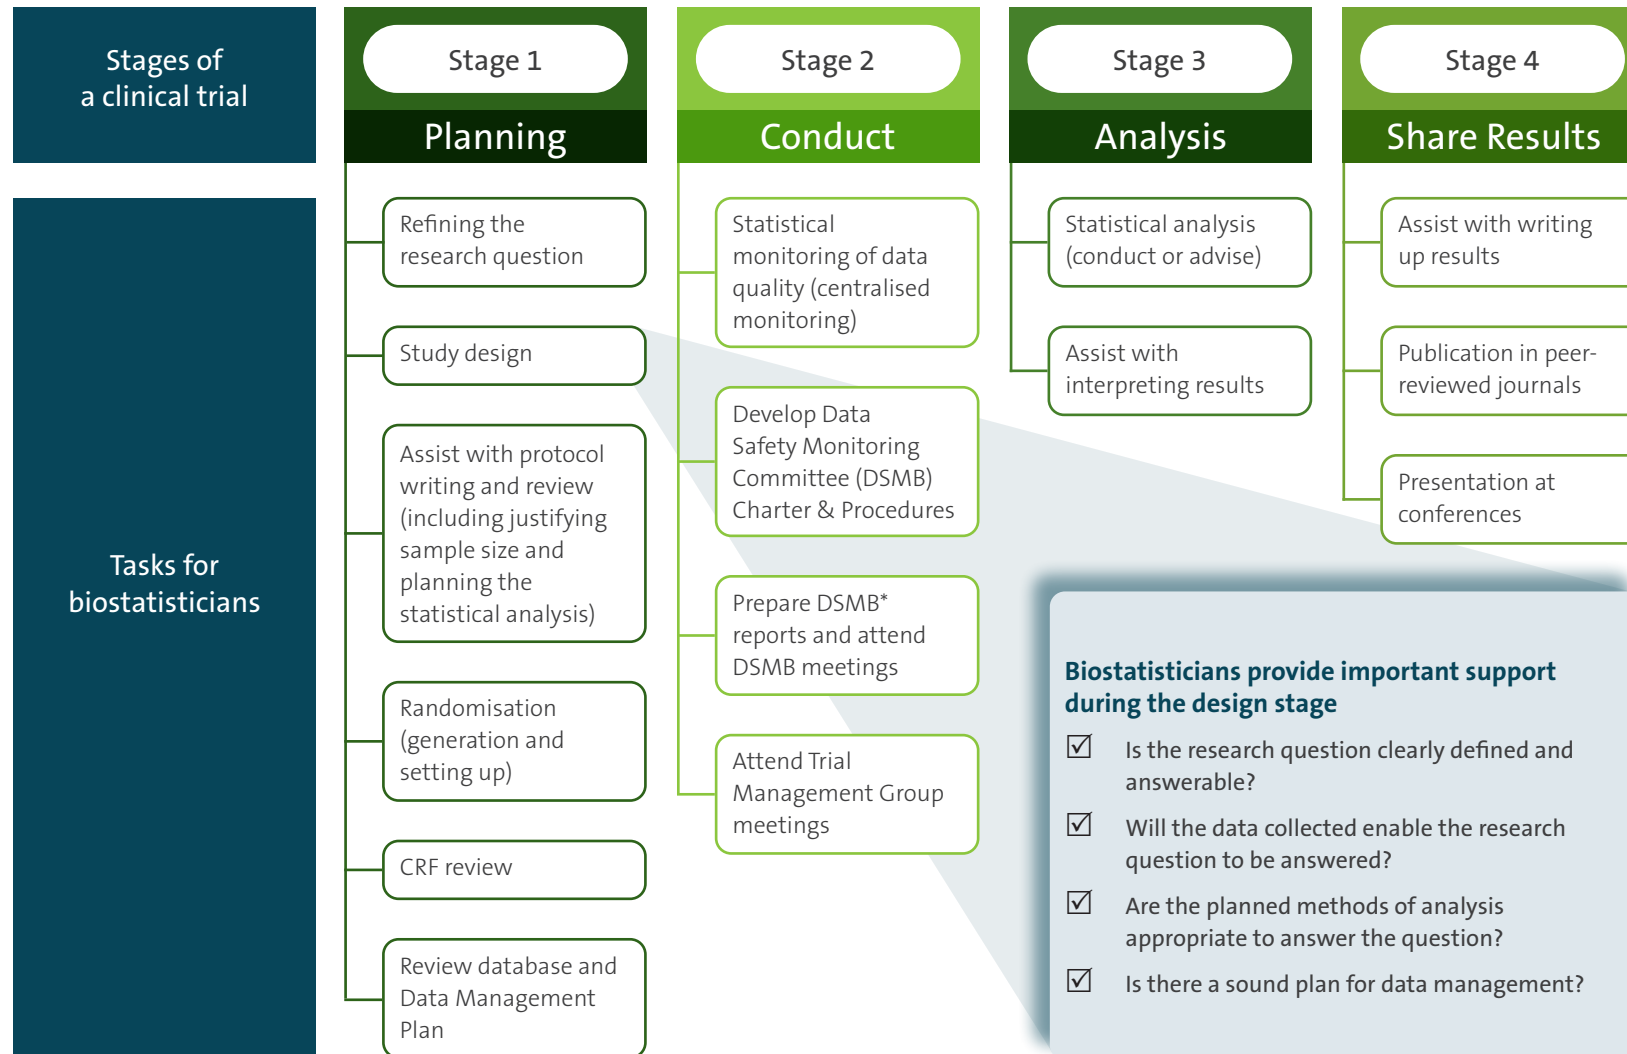 Stages of
a clinical trial
Stage 1
Planning
Stage 2
Conduct
Stage 3
Analysis
Stage 4
Share Results
Tasks for
biostatisticians
Refining the
research question
Study design
Assist with protocol
writing and review
(including justifying
sample size and
planning the
statistical analysis)
Randomisation
(generation and
setting up)
CRF review
Review database and
Data Management
Plan
Statistical
monitoring of data
quality (centralised
monitoring)
Develop Data
Safety Monitoring
Committee (DSMB)
Charter & Procedures
Prepare DSMB*
reports and attend
DSMB meetings
Attend Trial
Management Group
meetings
Statistical analysis
(conduct or advise)
Assist with
interpreting results
Assist with writing
up results
Publication in peer-
reviewed journals
Presentation at
conferences
Biostatisticians provide important support
during the design stage
☑ Is the research question clearly defined and
answerable?
☑ Will the data collected enable the research
question to be answered?
☑ Are the planned methods of analysis
appropriate to answer the question?
☑ Is there a sound plan for data management?